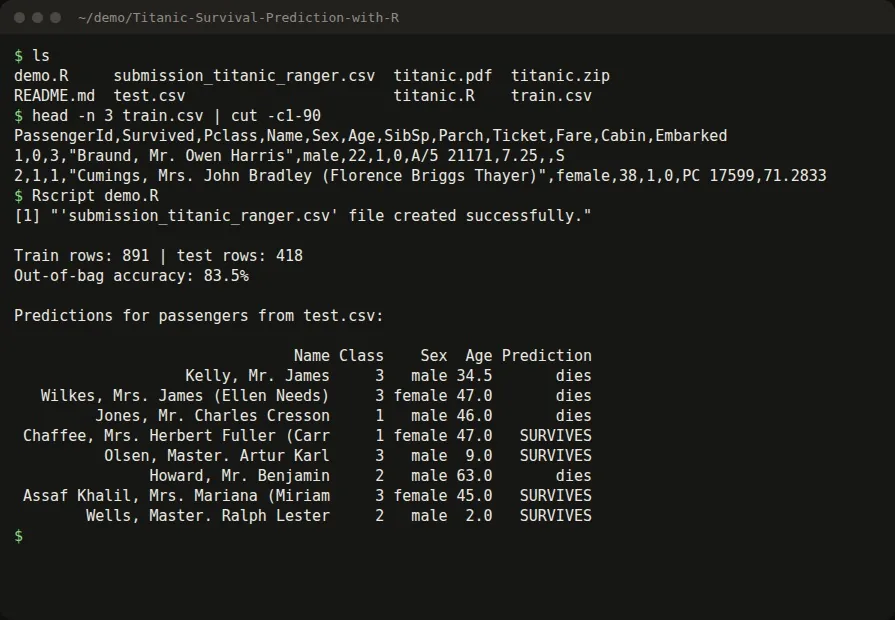 ~/demo/Titanic-Survival-Prediction-with-R
$ ls
demo.R     submission_titanic_ranger.csv  titanic.pdf  titanic.zip
README.md  test.csv                       titanic.R    train.csv
$ head -n 3 train.csv | cut -c1-90
PassengerId,Survived,Pclass,Name,Sex,Age,SibSp,Parch,Ticket,Fare,Cabin,Embarked
1,0,3,"Braund, Mr. Owen Harris",male,22,1,0,A/5 21171,7.25,,S
2,1,1,"Cumings, Mrs. John Bradley (Florence Briggs Thayer)",female,38,1,0,PC 17599,71.2833
$ Rscript demo.R
[1] "'submission_titanic_ranger.csv' file created successfully."
Train rows: 891 | test rows: 418
Out-of-bag accuracy: 83.5%
Predictions for passengers from test.csv:
                               Name Class    Sex  Age Prediction
                   Kelly, Mr. James     3   male 34.5       dies
   Wilkes, Mrs. James (Ellen Needs)     3 female 47.0       dies
         Jones, Mr. Charles Cresson     1   male 46.0       dies
 Chaffee, Mrs. Herbert Fuller (Carr     1 female 47.0   SURVIVES
          Olsen, Master. Artur Karl     3   male  9.0   SURVIVES
               Howard, Mr. Benjamin     2   male 63.0       dies
 Assaf Khalil, Mrs. Mariana (Miriam     3 female 45.0   SURVIVES
        Wells, Master. Ralph Lester     2   male  2.0   SURVIVES
$